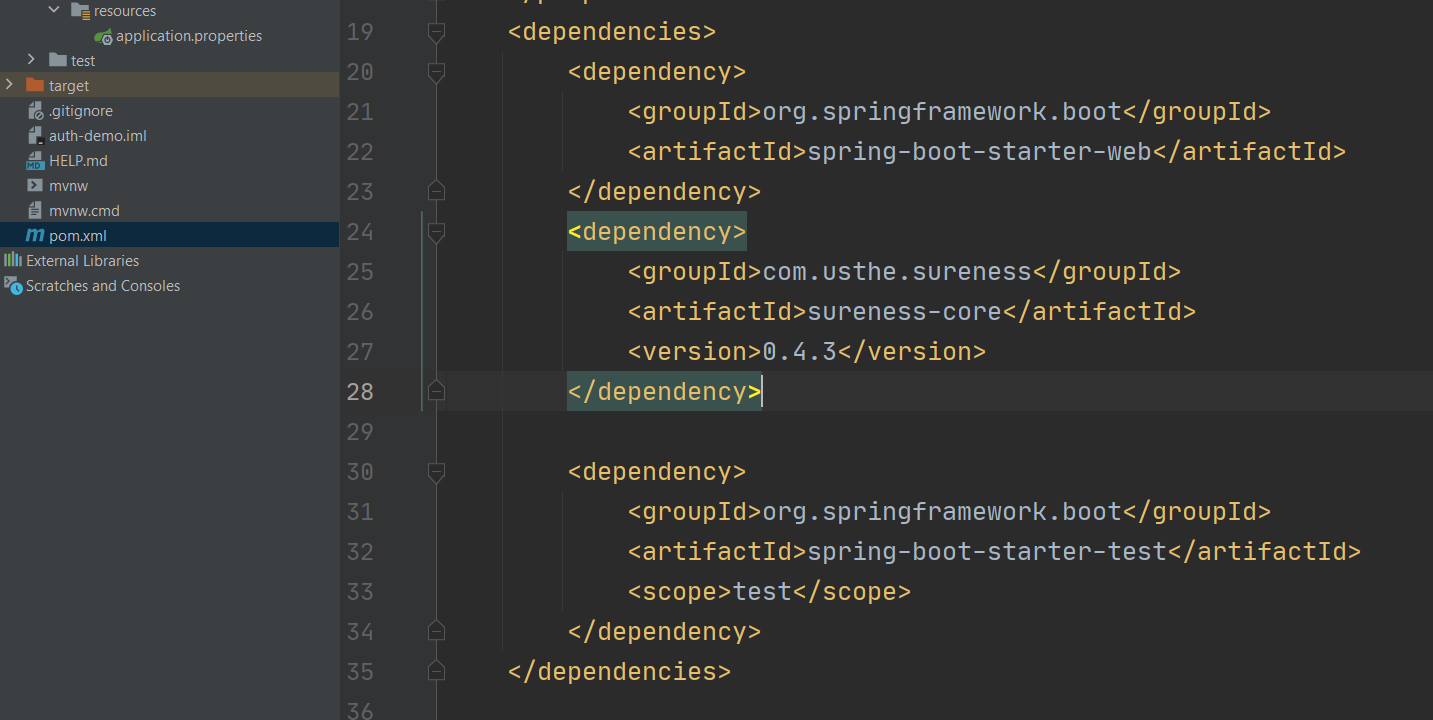 resources
application.properties
test
target
.gitignore
auth-demo.iml
MD HELP.md
mvnw
mvnw.cmd
m pom.xml
External Libraries
Scratches and Consoles
19 <dependencies>
20 <dependency>
21 <groupId>org.springframework.boot</groupId>
22 <artifactId>spring-boot-starter-web</artifactId>
23 </dependency>
24 <dependency>
25 <groupId>com.usthe.sureness</groupId>
26 <artifactId>sureness-core</artifactId>
27 <version>0.4.3</version>
28 </dependency>
29
30 <dependency>
31 <groupId>org.springframework.boot</groupId>
32 <artifactId>spring-boot-starter-test</artifactId>
33 <scope>test</scope>
34 </dependency>
35 </dependencies>
36